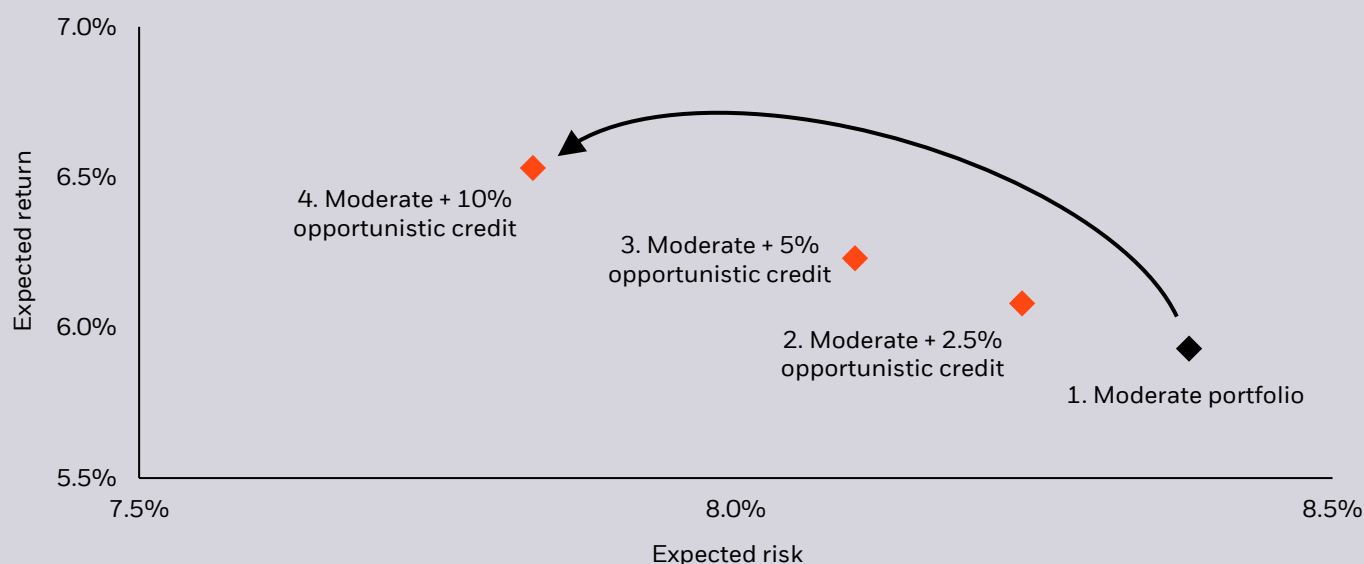 7.0%
Expected return
6.5%
4. Moderate + 10%
opportunistic credit
3. Moderate + 5%
opportunistic credit
6.0%
2. Moderate + 2.5%
opportunistic credit
1. Moderate portfolio
5.5%
7.5%
8.0%
8.5%
Expected risk